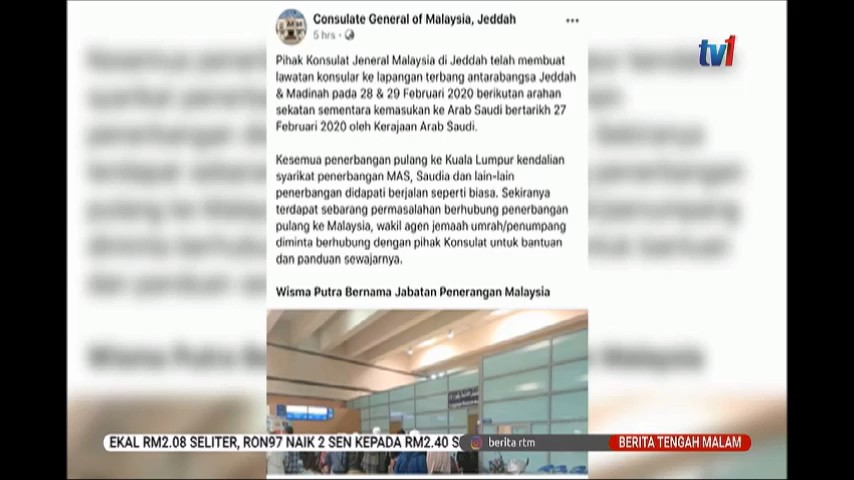 Consulate General of Malaysia, Jeddah
5 hrs
tv1
Pihak Konsulat Jeneral Malaysia di Jeddah telah membuat
lawatan konsular ke lapangan terbang antarabangsa Jeddah
& Madinah pada 28 & 29 Februari 2020 berikutan arahan
sekatan sementara kemasukan ke Arab Saudi bertarikh 27
Februari 2020 oleh Kerajaan Arab Saudi.
Kesemua penerbangan pulang ke Kuala Lumpur kendalian
syarikat penerbangan MAS, Saudia dan lain-lain
penerbangan didapati berjalan seperti biasa. Sekiranya
terdapat sebarang permasalahan berhubung penerbangan
pulang ke Malaysia, wakil agen jemaah umrah/penumpang
diminta berhubung dengan pihak Konsulat untuk bantuan
dan panduan sewajarnya.
Wisma Putra Bernama Jabatan Penerangan Malaysia
EKAL RM2.08 SELITER, RON97 NAIK 2 SEN KEPADA RM2.40 S
berita rtm
BERITA TENGAH MALAM